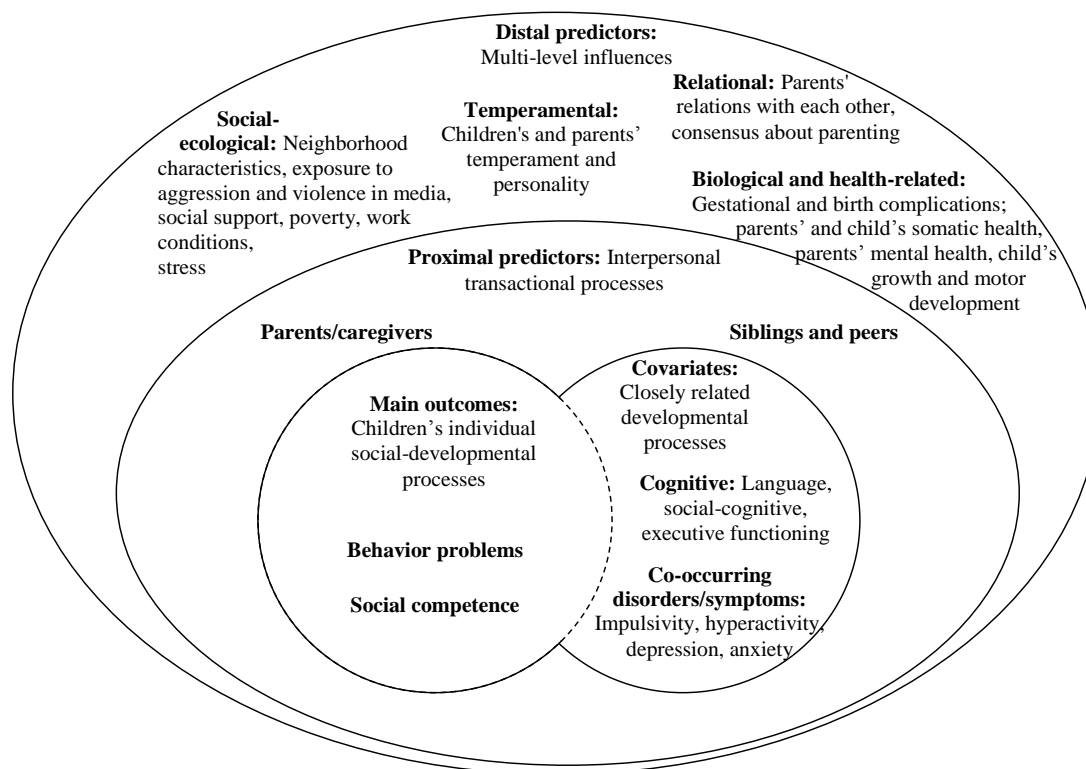 Distal predictors:
Multi-level influences
Social-
ecological: Neighborhood
characteristics, exposure to
aggression and violence in media,
social support, poverty, work
conditions,
stress
Temperamental:
Children's and parents’
temperament and
personality
Relational: Parents'
relations with each other,
consensus about parenting
Biological and health-related:
Gestational and birth complications;
parents’ and child’s somatic health,
parents’ mental health, child’s
growth and motor
development
Proximal predictors: Interpersonal
transactional processes
Parents/caregivers
Siblings and peers
Main outcomes:
Children’s individual
social-developmental
processes
Behavior problems
Social competence
Covariates:
Closely related
developmental
processes
Cognitive: Language,
social-cognitive,
executive functioning
Co-occurring
disorders/symptoms:
Impulsivity, hyperactivity,
depression, anxiety